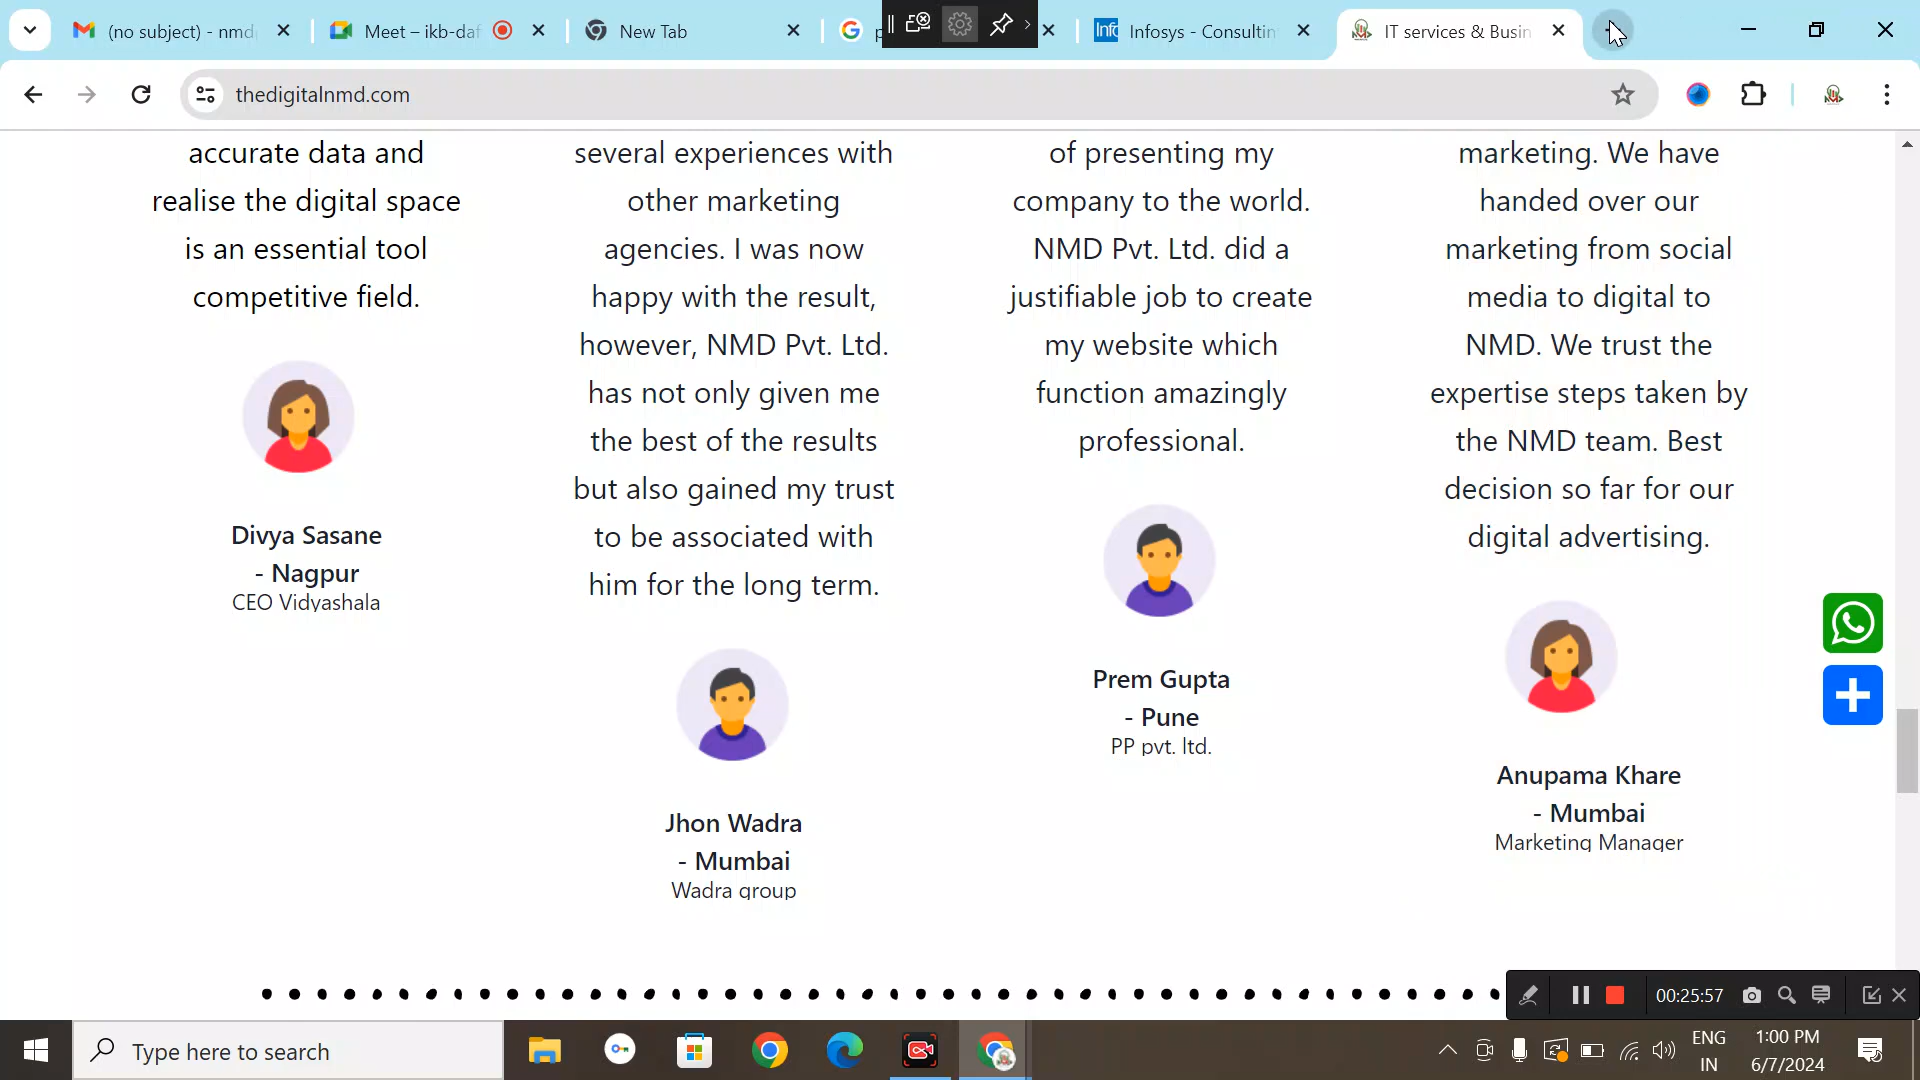 (no subject) - nmd
Meet – ikb-daf
New Tab
Infosys - Consultin
IT services & Busin
thedigitalnmd.com
accurate data and
realise the digital space
is an essential tool
competitive field.
Divya Sasane
- Nagpur
CEO Vidyashala
several experiences with
other marketing
agencies. I was now
happy with the result,
however, NMD Pvt. Ltd.
has not only given me
the best of the results
but also gained my trust
to be associated with
him for the long term.
Jhon Wadra
- Mumbai
Wadra group
of presenting my
company to the world.
NMD Pvt. Ltd. did a
justifiable job to create
my website which
function amazingly
professional.
Prem Gupta
- Pune
PP pvt. ltd.
marketing. We have
handed over our
marketing from social
media to digital to
NMD. We trust the
expertise steps taken by
the NMD team. Best
decision so far for our
digital advertising.
Anupama Khare
- Mumbai
Marketing Manager
00:25:57
Type here to search
ENG
IN
1:00 PM
6/7/2024